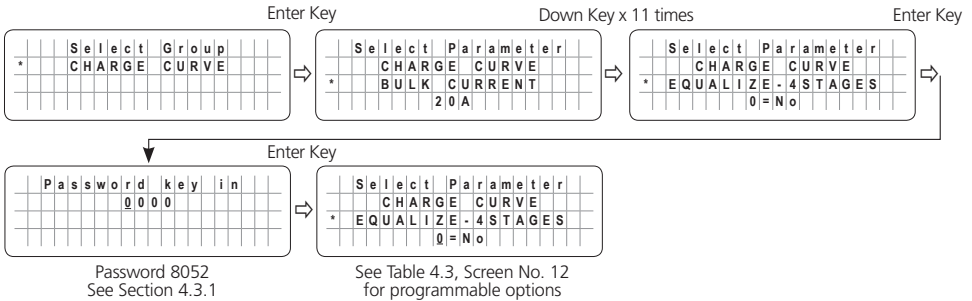 Enter Key
Down Key x 11 times
Enter Key
Select Group
* CHARGE CURVE
Select Parameter
CHARGE CURVE
* BULK CURRENT
20A
Select Parameter
CHARGE CURVE
* EQUALIZE-4STAGES
0=No
Enter Key
Password key in
0000
Select Parameter
CHARGE CURVE
* EQUALIZE-4STAGES
0=No
Password 8052
See Section 4.3.1
See Table 4.3, Screen No. 12
for programmable options